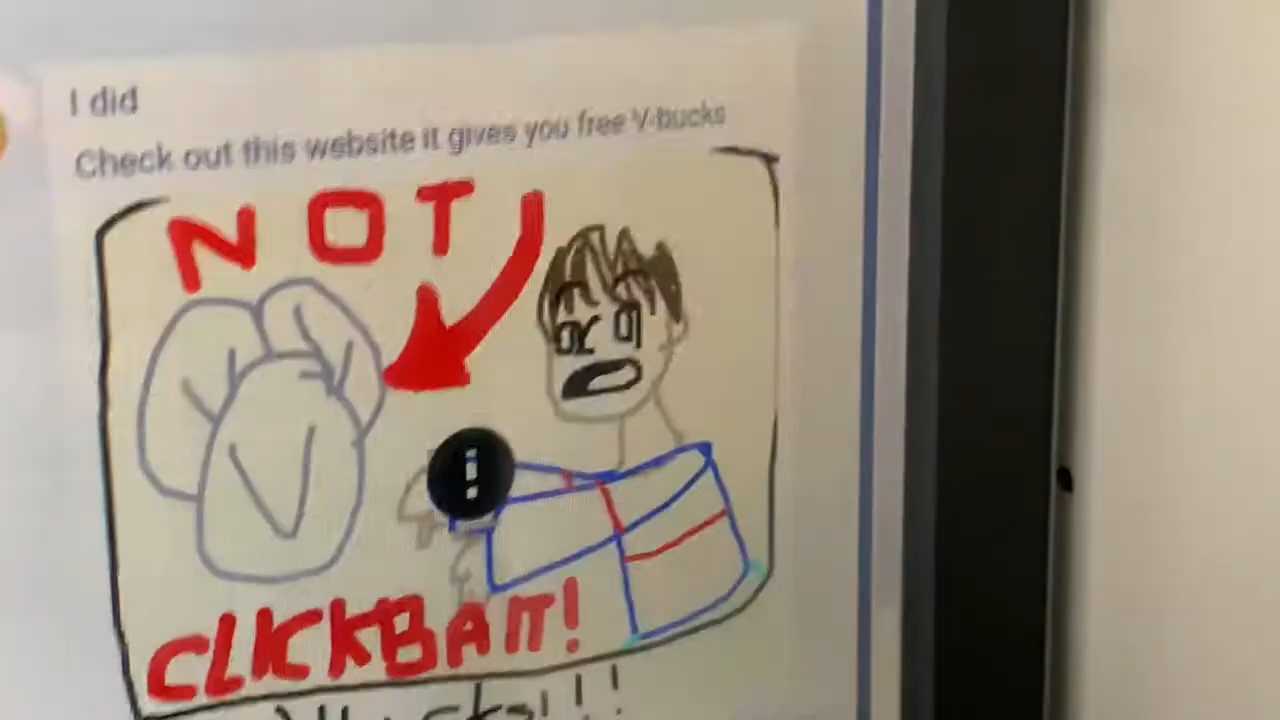 I did
Check out this website it gives you free V-bucks
NOT
V
CLICKBAIT!